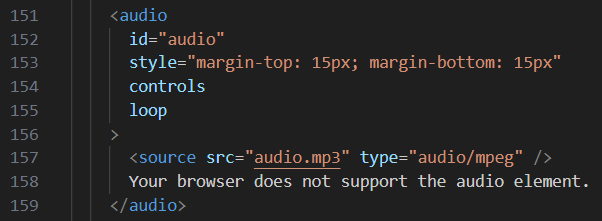 151 <audio
152 id="audio"
153 style="margin-top: 15px; margin-bottom: 15px"
154 controls
155 loop
156 >
157 <source src="audio.mp3" type="audio/mpeg" />
158 Your browser does not support the audio element.
159 </audio>